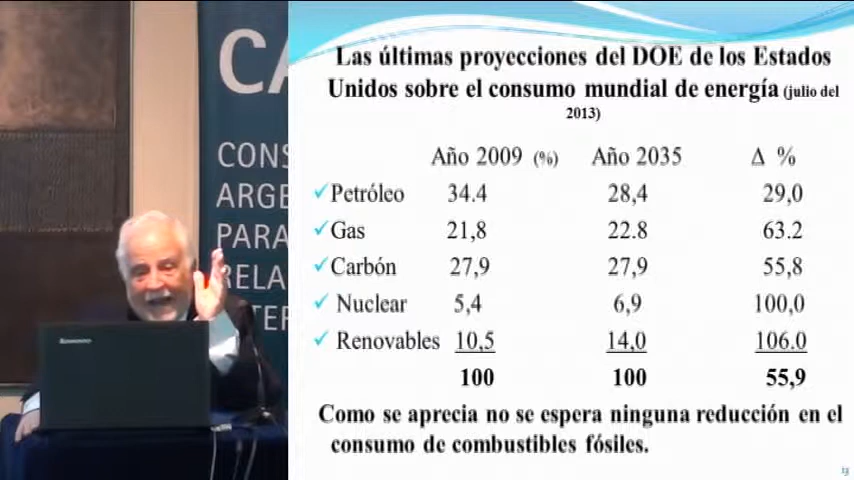 CA
CONS
ARGE
PARA
RELA
TER
Lenovo
Las últimas proyecciones del DOE de los Estados
Unidos sobre el consumo mundial de energía (julio del
2013)
Año 2009 (%) Año 2035 Δ %
Petróleo 34.4 28,4 29,0
Gas 21,8 22.8 63.2
Carbón 27,9 27,9 55,8
Nuclear 5,4 6,9 100,0
Renovables 10,5 14,0 106.0
100 100 55,9
Como se aprecia no se espera ninguna reducción en el
consumo de combustibles fósiles.
13